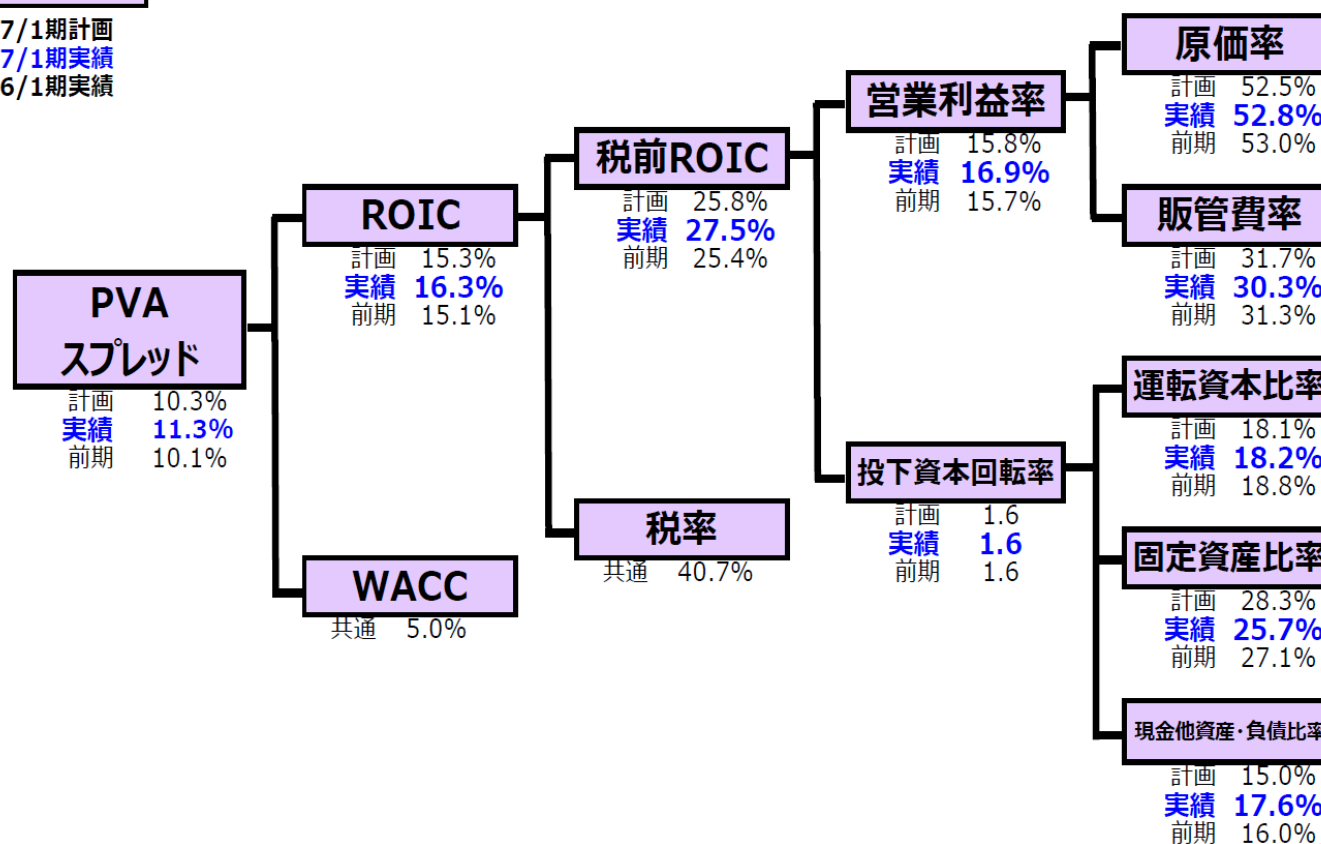 7/1期計画
7/1期実績
6/1期実績
PVA
スプレッド
計画 10.3%
実績 11.3%
前期 10.1%
ROIC
計画 15.3%
実績 16.3%
前期 15.1%
WACC
共通 5.0%
税前ROIC
計画 25.8%
実績 27.5%
前期 25.4%
税率
共通 40.7%
営業利益率
計画 15.8%
実績 16.9%
前期 15.7%
投下資本回転率
計画 1.6
実績 1.6
前期 1.6
原価率
計画 52.5%
実績 52.8%
前期 53.0%
販管費率
計画 31.7%
実績 30.3%
前期 31.3%
運転資本比率
計画 18.1%
実績 18.2%
前期 18.8%
固定資産比率
計画 28.3%
実績 25.7%
前期 27.1%
現金他資産・負債比率
計画 15.0%
実績 17.6%
前期 16.0%